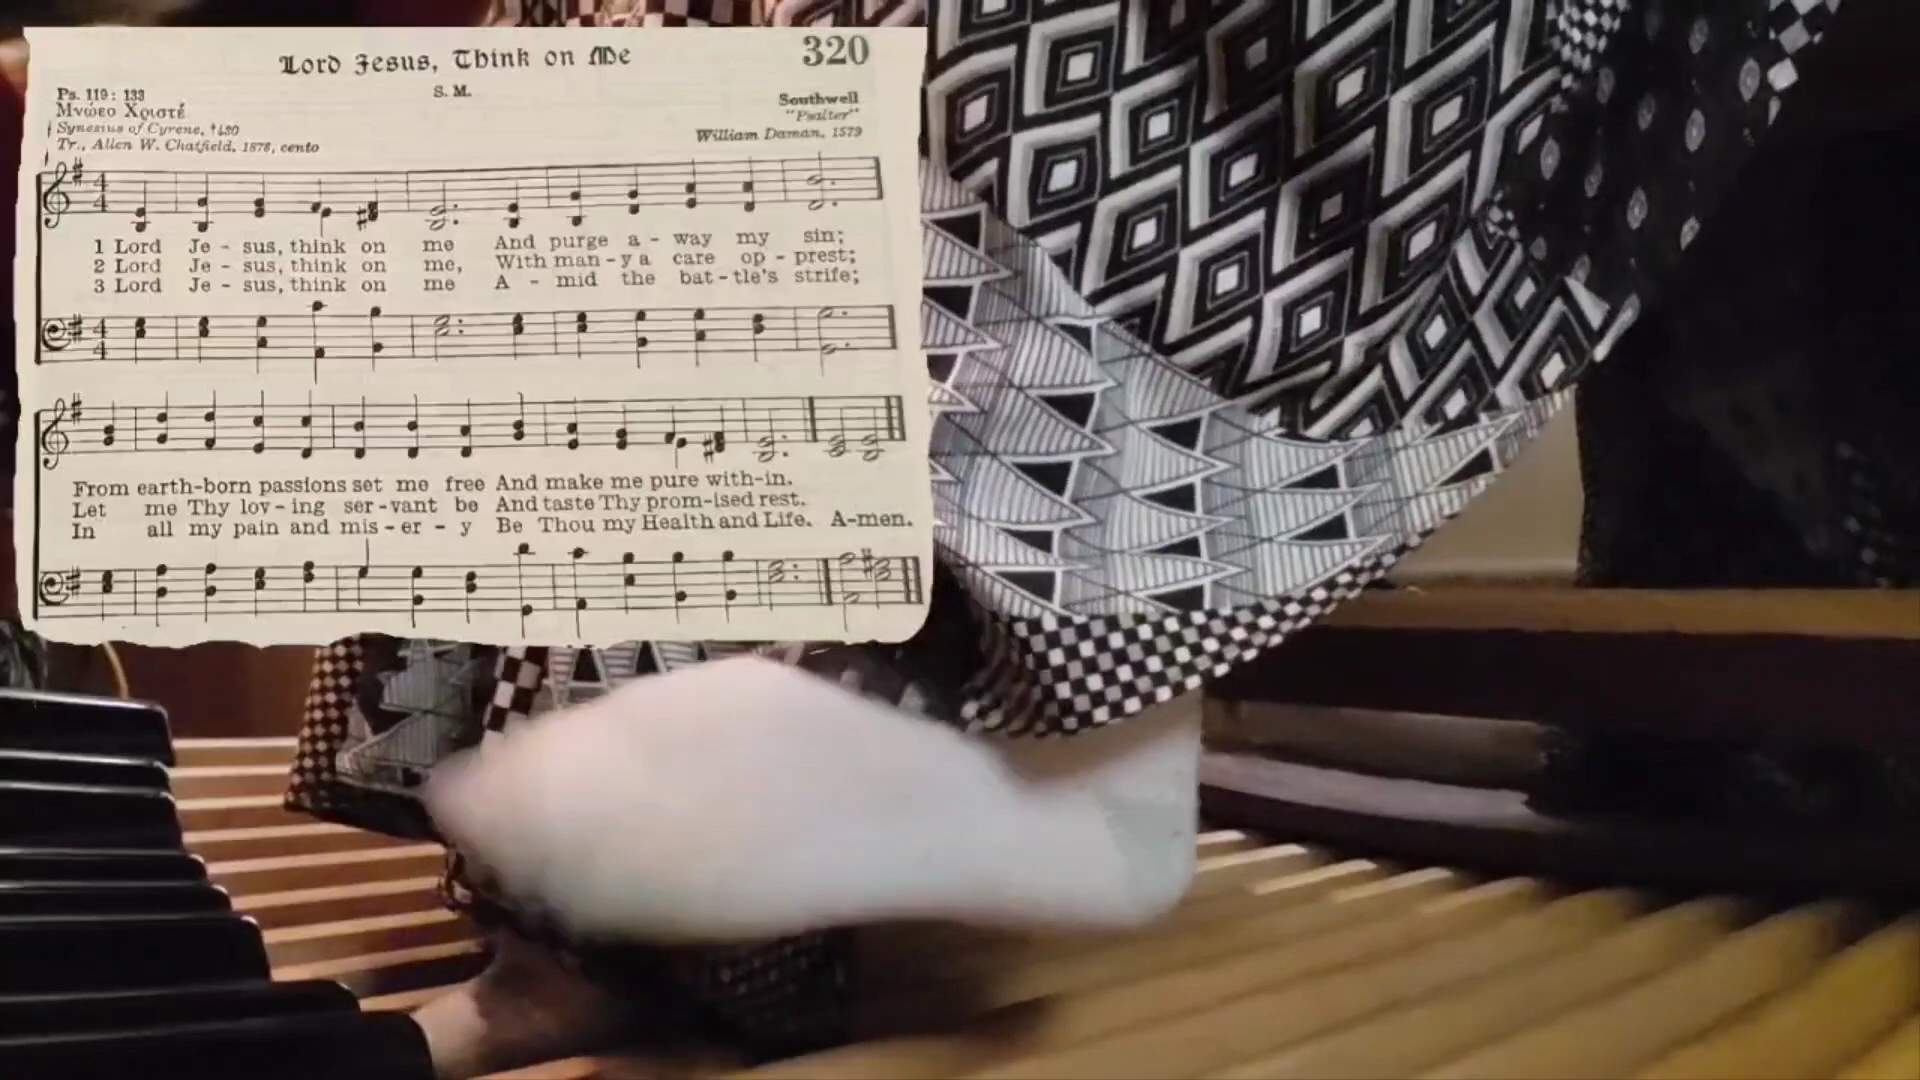 Lord Jesus, Think on Me
320
Ps. 119: 133
S. M.
Μνώεο Χριστέ
Southwell
Synesius of Cyrene, †430
"Psalter"
Tr., Allen W. Chatfield, 1876, cento
William Daman, 1579
1 Lord Je - sus, think on me And purge a - way my sin;
2 Lord Je - sus, think on me, With man - y a care op - prest;
3 Lord Je - sus, think on me A - mid the bat - tle's strife;
From earth-born passions set me free And make me pure with-in.
Let me Thy lov - ing ser - vant be And taste Thy prom-ised rest.
In all my pain and mis - er - y Be Thou my Health and Life. A-men.